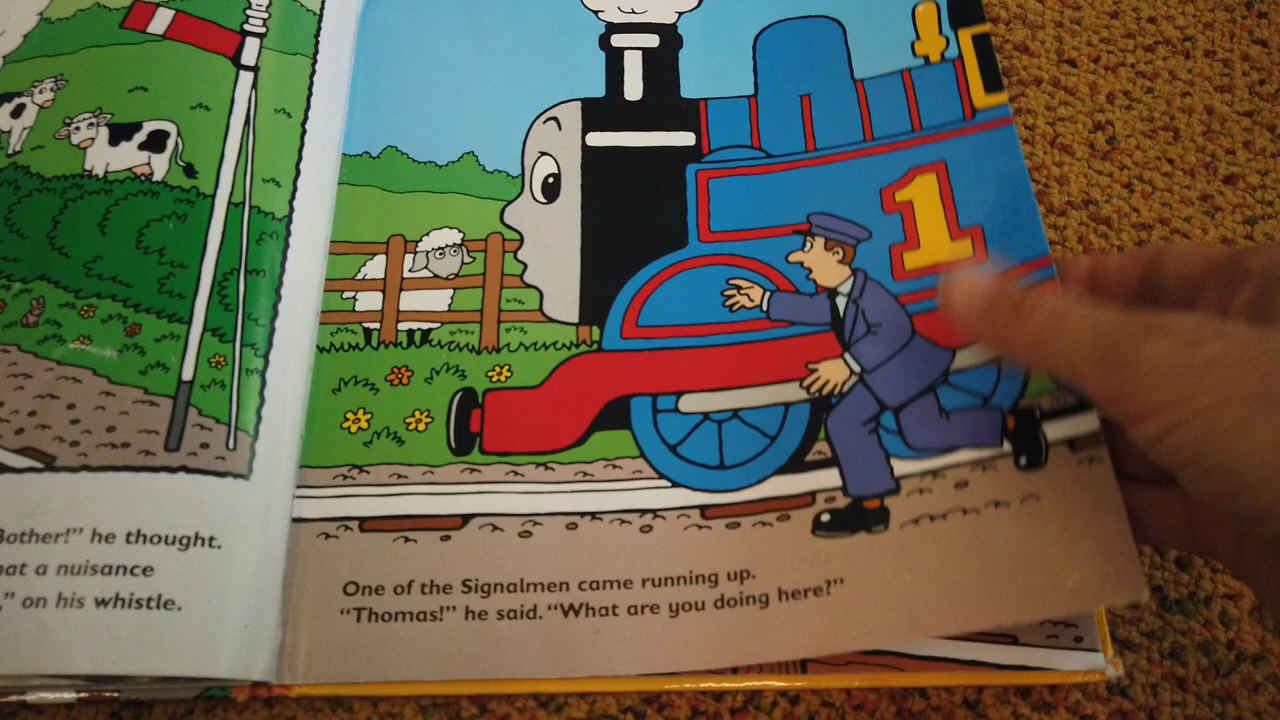 Bother!" he thought.
a nuisance
," on his whistle.
1
One of the Signalmen came running up.
"Thomas!" he said. "What are you doing here?"